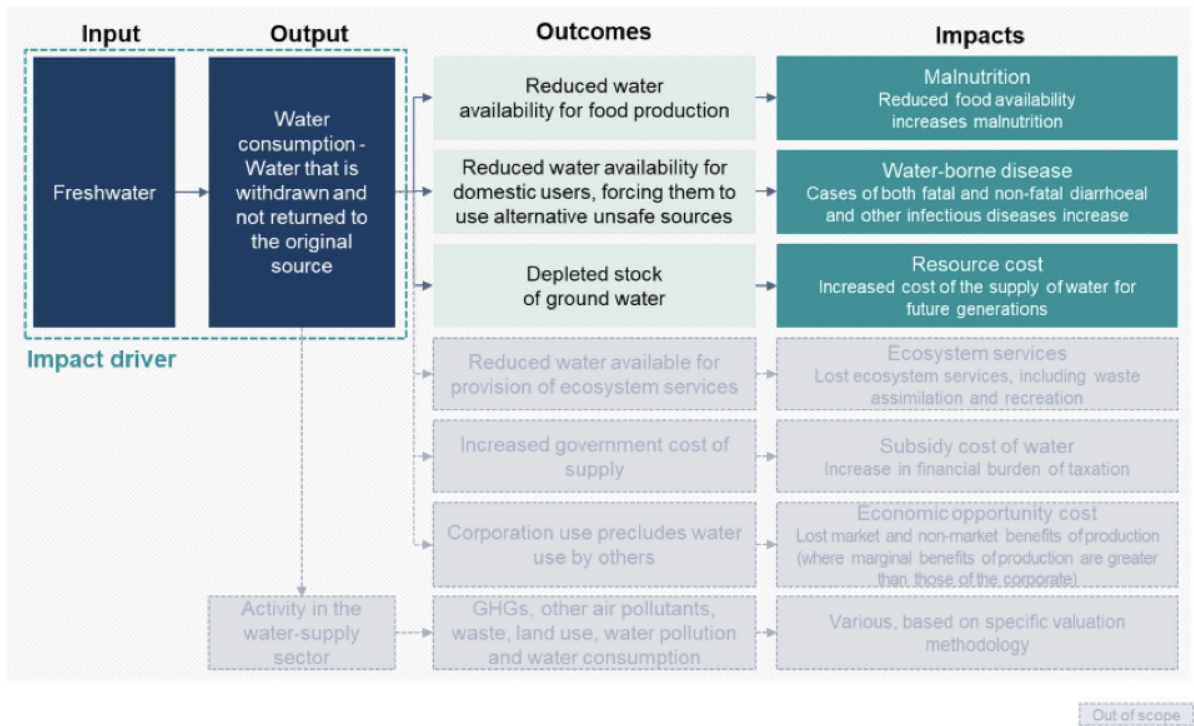 Input
Output
Outcomes
Impacts
Freshwater
Water
consumption -
Water that is
withdrawn and
not returned to
the original
source
Impact driver
Reduced water
availability for food production
Malnutrition
Reduced food availability
increases malnutrition
Reduced water availability for
domestic users, forcing them to
use alternative unsafe sources
Water-borne disease
Cases of both fatal and non-fatal diarrhoeal
and other infectious diseases increase
Depleted stock
of ground water
Resource cost
Increased cost of the supply of water for
future generations
Reduced water available for
provision of ecosystem services
Ecosystem services
Lost ecosystem services, including waste
assimilation and recreation
Increased government cost of
supply
Subsidy cost of water
Increase in financial burden of taxation
Corporation use precludes water
use by others
Economic opportunity cost
Lost market and non-market benefits of production
(where marginal benefits of production are greater
than those of the corporate)
Activity in the
water-supply
sector
GHGs, other air pollutants,
waste, land use, water pollution
and water consumption
Various, based on specific valuation
methodology
Out of scope